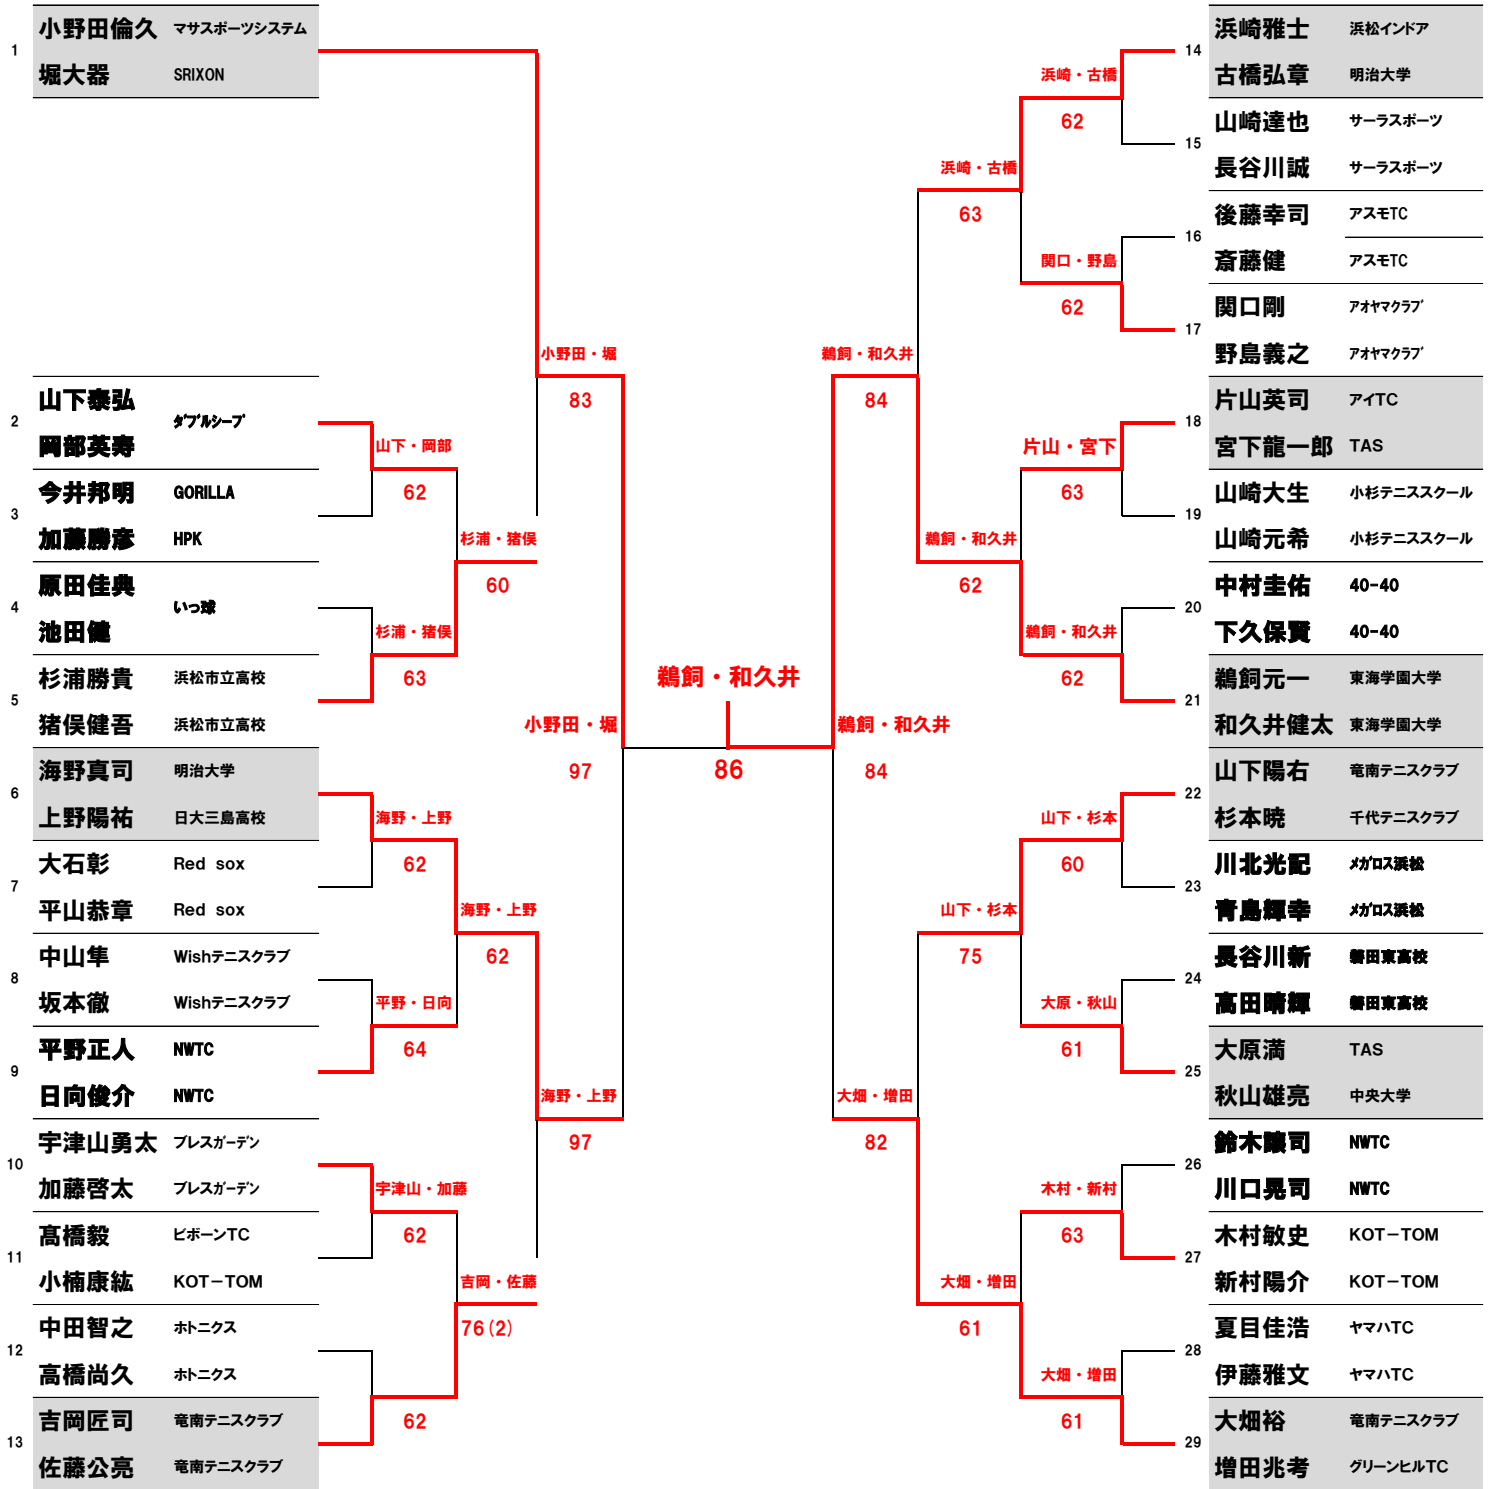 1
小野田倫久 マサスポーツシステム
堀大器 SRIXON
2
山下泰弘 ダブルシープ
岡部英寿
3
今井邦明 GORILLA
加藤勝彦 HPK
4
原田佳典 いっ球
池田健
5
杉浦勝貴 浜松市立高校
猪俣健吾 浜松市立高校
6
海野真司 明治大学
上野陽祐 日大三島高校
7
大石彰 Red sox
平山恭章 Red sox
8
中山隼 Wishテニスクラブ
坂本徹 Wishテニスクラブ
9
平野正人 NWTC
日向俊介 NWTC
10
宇津山勇太 ブレスガーデン
加藤啓太 ブレスガーデン
11
髙橋毅 ビボーンTC
小楠康紘 KOT−TOM
12
中田智之 ホトニクス
高橋尚久 ホトニクス
13
吉岡匠司 竜南テニスクラブ
佐藤公亮 竜南テニスクラブ
山下・岡部
62
杉浦・猪俣
63
海野・上野
62
平野・日向
64
宇津山・加藤
62
62
杉浦・猪俣
60
海野・上野
62
吉岡・佐藤
76(2)
小野田・堀
83
海野・上野
97
小野田・堀
97
鵜飼・和久井
86
鵜飼・和久井
84
鵜飼・和久井
84
大畑・増田
82
浜崎・古橋
63
鵜飼・和久井
62
山下・杉本
75
大畑・増田
61
浜崎・古橋
62
関口・野島
62
片山・宮下
63
鵜飼・和久井
62
山下・杉本
60
大原・秋山
61
木村・新村
63
大畑・増田
61
14
浜崎雅士 浜松インドア
古橋弘章 明治大学
15
山崎達也 サーラスポーツ
長谷川誠 サーラスポーツ
16
後藤幸司 アスモTC
斎藤健 アスモTC
17
関口剛 アオヤマクラブ
野島義之 アオヤマクラブ
18
片山英司 アイTC
宮下龍一郎 TAS
19
山崎大生 小杉テニススクール
山崎元希 小杉テニススクール
20
中村圭佑 40-40
下久保賢 40-40
21
鵜飼元一 東海学園大学
和久井健太 東海学園大学
22
山下陽右 竜南テニスクラブ
杉本暁 千代テニスクラブ
23
川北光記 メガロス浜松
青島輝幸 メガロス浜松
24
長谷川新 磐田東高校
高田晴輝 磐田東高校
25
大原満 TAS
秋山雄亮 中央大学
26
鈴木譲司 NWTC
川口晃司 NWTC
27
木村敏史 KOT−TOM
新村陽介 KOT−TOM
28
夏目佳浩 ヤマハTC
伊藤雅文 ヤマハTC
29
大畑裕 竜南テニスクラブ
増田兆考 グリーンヒルTC